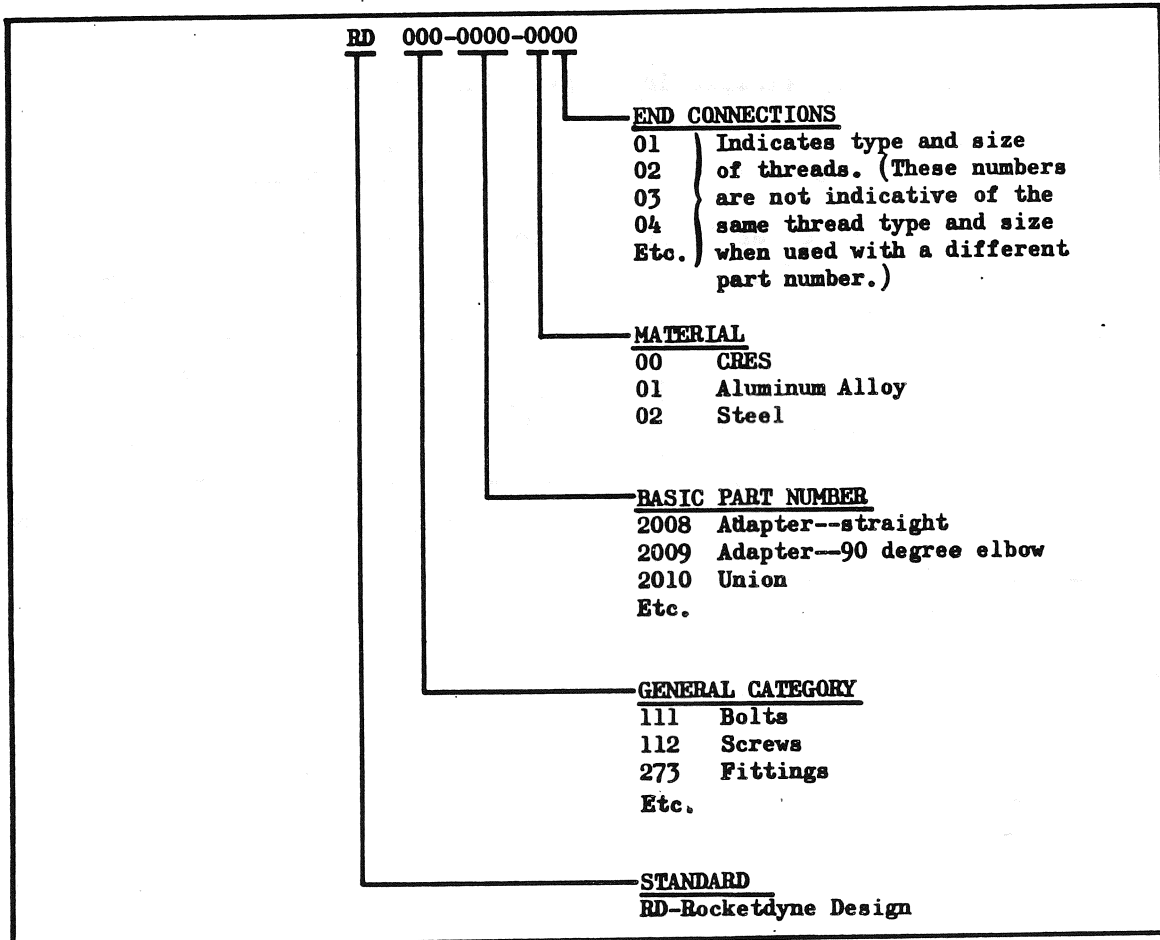 RD 000-0000-0000
END CONNECTIONS
01 Indicates type and size
02 of threads. (These numbers
03 are not indicative of the
04 same thread type and size
Etc. when used with a different
part number.)
MATERIAL
00 CRES
01 Aluminum Alloy
02 Steel
BASIC PART NUMBER
2008 Adapter--straight
2009 Adapter--90 degree elbow
2010 Union
Etc.
GENERAL CATEGORY
111 Bolts
112 Screws
273 Fittings
Etc.
STANDARD
RD-Rocketdyne Design